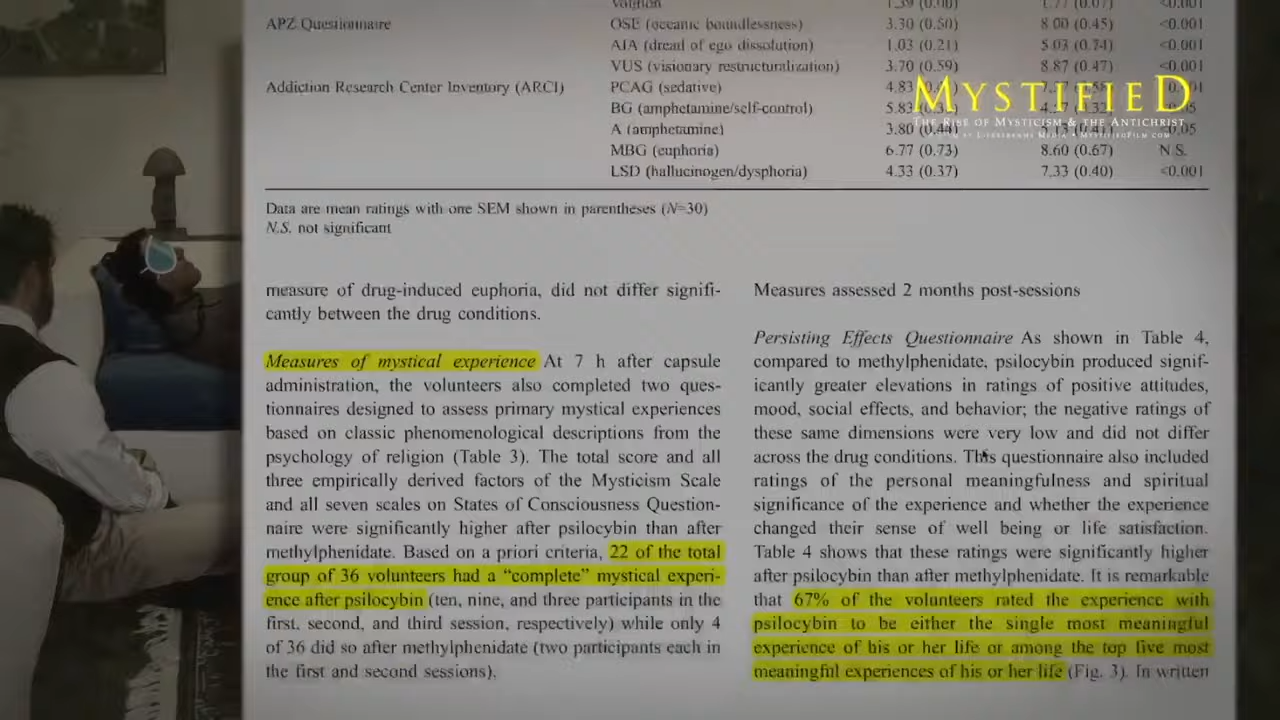 APZ Questionnaire OSE (oceanic boundlessness) 3.30 (0.50) 8.00 (0.45) <0.001
AIA (dread of ego dissolution) 1.03 (0.21) 5.03 (0.74) <0.001
VUS (visionary restructuralization) 3.70 (0.59) 8.87 (0.47) <0.001
Addiction Research Center Inventory (ARCI) PCAG (sedative) 4.83
BG (amphetamine/self-control) 5.83
A (amphetamine) 3.80 (0.44)
MBG (euphoria) 6.77 (0.73) 8.60 (0.67) N.S.
LSD (hallucinogen/dysphoria) 4.33 (0.37) 7.33 (0.40) <0.001
MYSTIFIED
THE RISE OF MYSTICISM & THE ANTICHRIST
Data are mean ratings with one SEM shown in parentheses (N=30)
N.S. not significant
measure of drug-induced euphoria, did not differ signifi-
cantly between the drug conditions.
Measures of mystical experience At 7 h after capsule
administration, the volunteers also completed two ques-
tionnaires designed to assess primary mystical experiences
based on classic phenomenological descriptions from the
psychology of religion (Table 3). The total score and all
three empirically derived factors of the Mysticism Scale
and all seven scales on States of Consciousness Question-
naire were significantly higher after psilocybin than after
methylphenidate. Based on a priori criteria, 22 of the total
group of 36 volunteers had a “complete” mystical experi-
ence after psilocybin (ten, nine, and three participants in the
first, second, and third session, respectively) while only 4
of 36 did so after methylphenidate (two participants each in
the first and second sessions).
Measures assessed 2 months post-sessions
Persisting Effects Questionnaire As shown in Table 4,
compared to methylphenidate, psilocybin produced signif-
icantly greater elevations in ratings of positive attitudes,
mood, social effects, and behavior; the negative ratings of
these same dimensions were very low and did not differ
across the drug conditions. This questionnaire also included
ratings of the personal meaningfulness and spiritual
significance of the experience and whether the experience
changed their sense of well being or life satisfaction.
Table 4 shows that these ratings were significantly higher
after psilocybin than after methylphenidate. It is remarkable
that 67% of the volunteers rated the experience with
psilocybin to be either the single most meaningful
experience of his or her life or among the top five most
meaningful experiences of his or her life (Fig. 3). In written